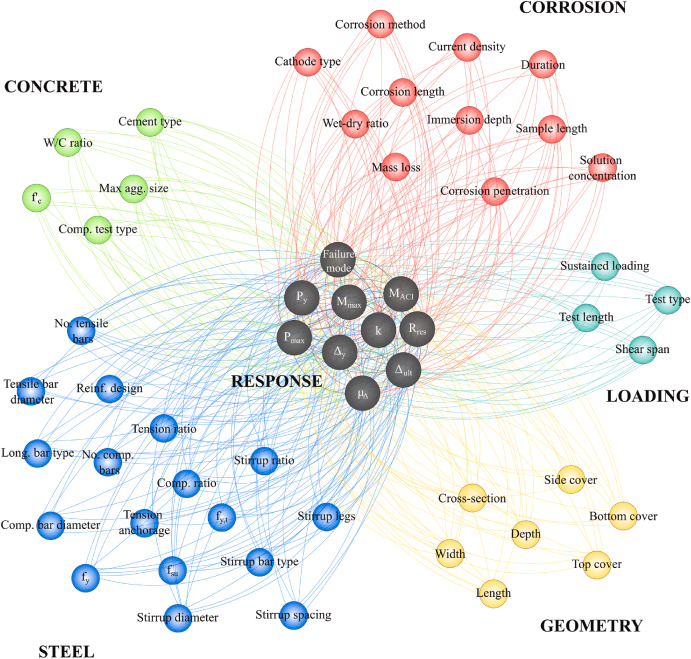 CORROSION
Corrosion method
Current density
Cathode type
Duration
Corrosion length
Wet-dry ratio
Immersion depth
Sample length
Mass loss
Solution
concentration
Corrosion penetration
CONCRETE
Cement type
W/C ratio
Max agg. size
f'c
Comp. test type
Failure
mode
Py
Mmax
MACI
Pmax
k
Rres
Δy
Δult
μΔ
RESPONSE
Sustained loading
Test type
Test length
Shear span
LOADING
No. tensile
bars
Tensile bar
diameter
Reinf. design
Tension ratio
Long. bar type
No. comp.
bars
Stirrup ratio
Comp. ratio
Comp. bar diameter
Tension
anchorage
fy,t
Stirrup legs
fy
fsu
Stirrup bar type
Stirrup diameter
Stirrup spacing
STEEL
Side cover
Cross-section
Bottom cover
Depth
Width
Top cover
Length
GEOMETRY